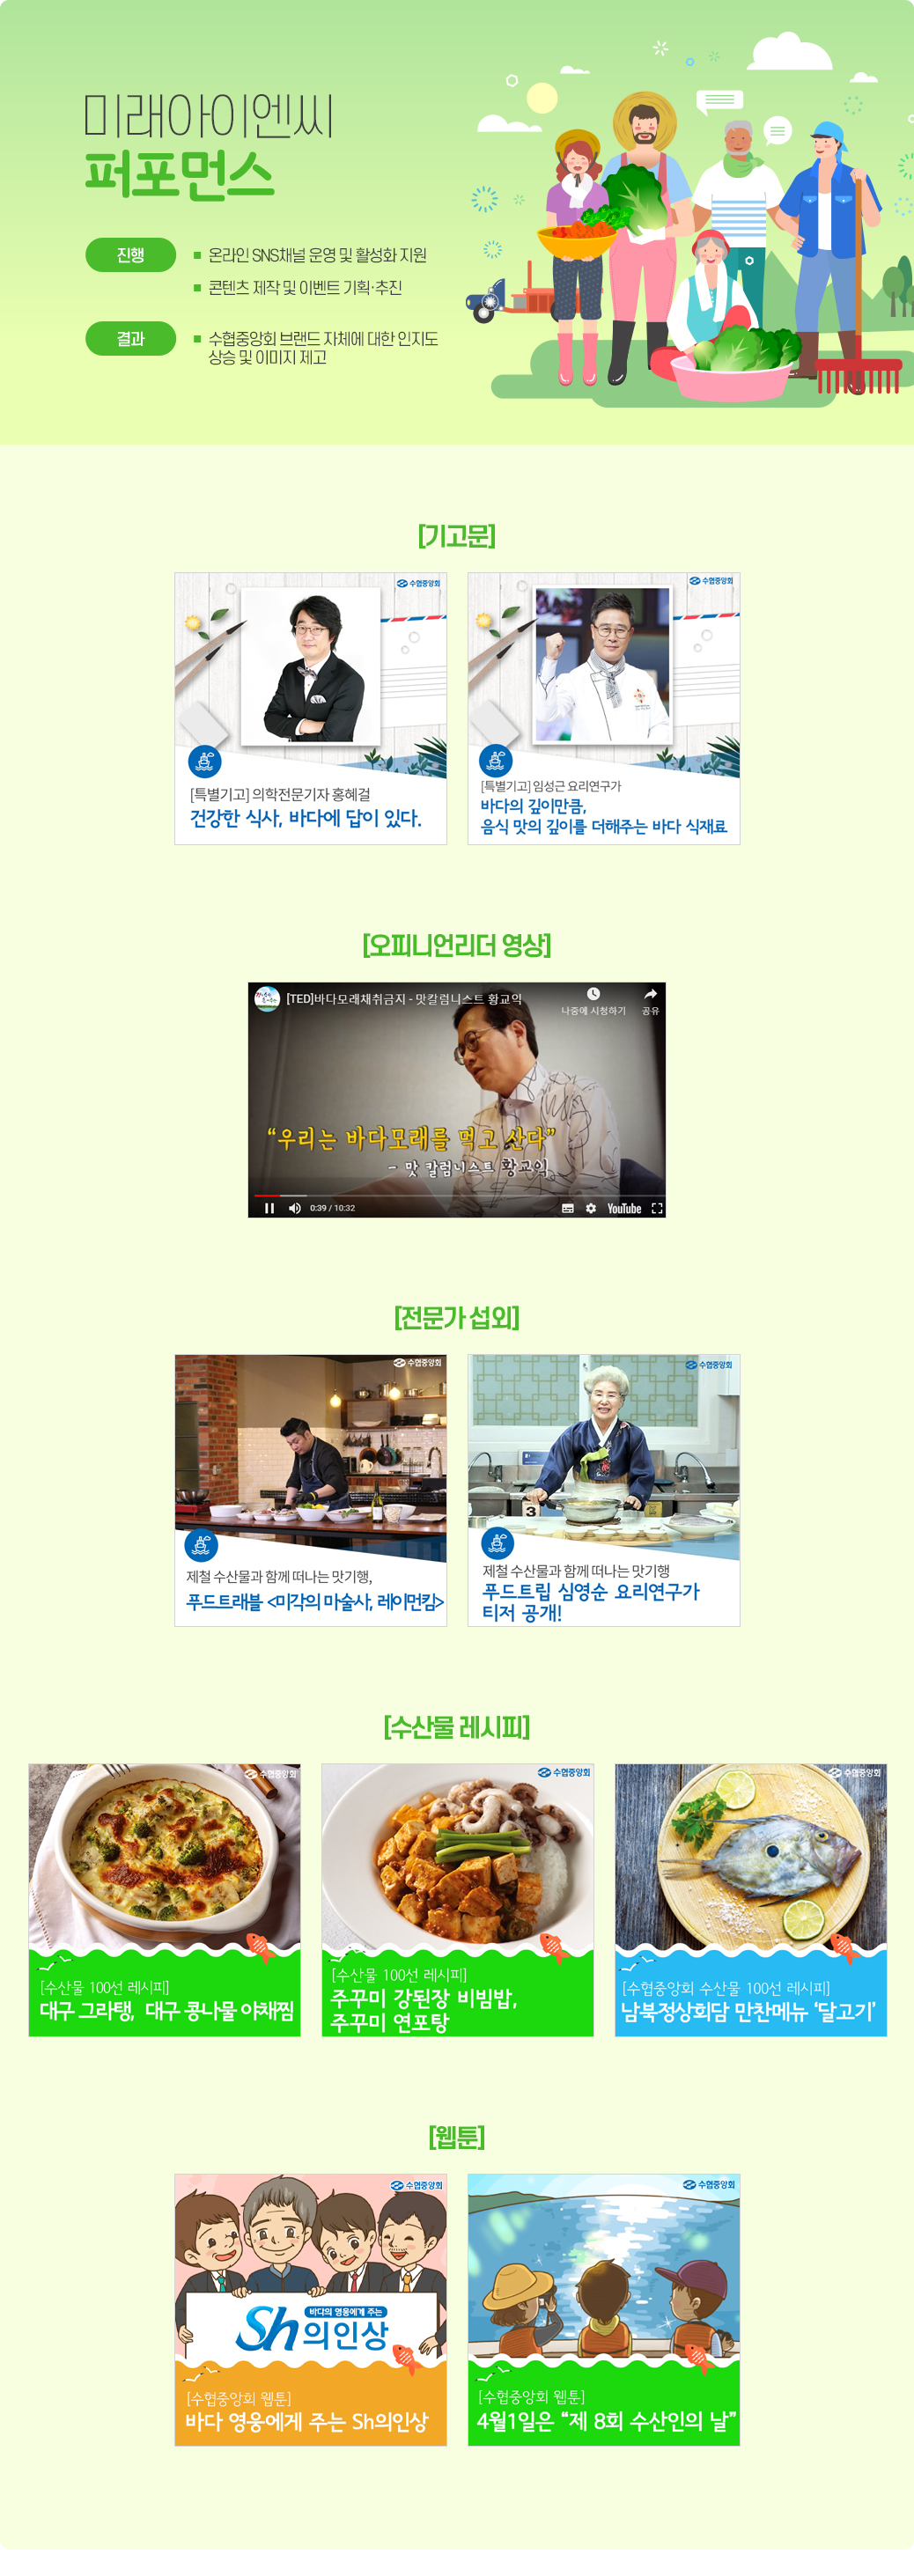 미래아이엔씨
퍼포먼스
진행
■ 온라인 SNS채널 운영 및 활성화 지원
■ 콘텐츠 제작 및 이벤트 기획·추진
결과
■ 수협중앙회 브랜드 자체에 대한 인지도
상승 및 이미지 제고
[기고문]
수협중앙회
[특별기고] 의학전문기자 홍혜걸
건강한 식사, 바다에 답이 있다.
수협중앙회
[특별기고] 임성근 요리연구가
바다의 깊이만큼,
음식 맛의 깊이를 더해주는 바다 식재료
[오피니언리더 영상]
[TED]바다모래채취금지 - 맛칼럼니스트 황교익
나중에 시청하기
공유
“우리는 바다모래를 먹고 산다”
- 맛 칼럼니스트 황교익
0:39 / 10:32
YouTube
[전문가 섭외]
수협중앙회
제철 수산물과 함께 떠나는 맛기행,
푸드트래블 <미각의 마술사, 레이먼킴>
수협중앙회
3
제철 수산물과 함께 떠나는 맛기행
푸드트립 심영순 요리연구가
티저 공개!
[수산물 레시피]
수협중앙회
[수산물 100선 레시피]
대구 그라탱, 대구 콩나물 야채찜
수협중앙회
[수산물 100선 레시피]
주꾸미 강된장 비빔밥,
주꾸미 연포탕
수협중앙회
[수협중앙회 수산물 100선 레시피]
남북정상회담 만찬메뉴 ‘달고기’
[웹툰]
수협중앙회
바다의 영웅에게 주는
Sh의인상
[수협중앙회 웹툰]
바다 영웅에게 주는 Sh의인상
수협중앙회
[수협중앙회 웹툰]
4월1일은 “제 8회 수산인의 날”